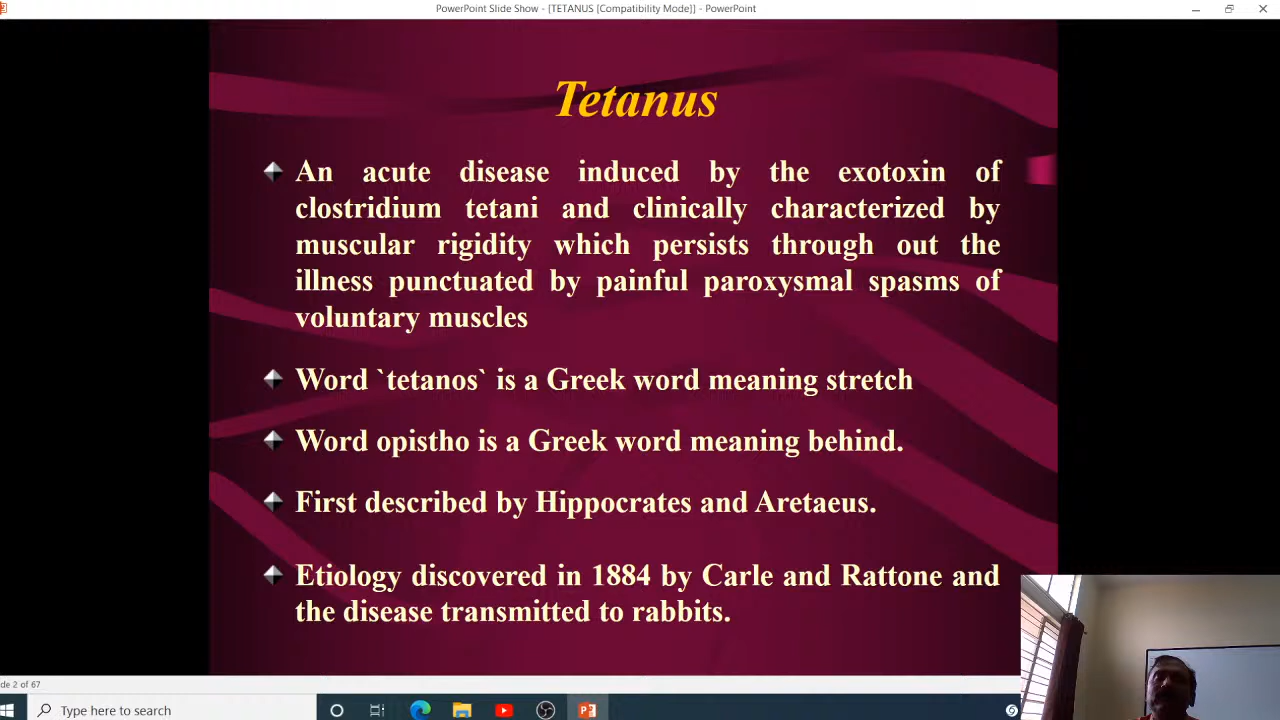 PowerPoint Slide Show - [TETANUS [Compatibility Mode]] - PowerPoint
Tetanus
An acute disease induced by the exotoxin of
clostridium tetani and clinically characterized by
muscular rigidity which persists through out the
illness punctuated by painful paroxysmal spasms of
voluntary muscles
Word `tetanos` is a Greek word meaning stretch
Word opistho is a Greek word meaning behind.
First described by Hippocrates and Aretaeus.
Etiology discovered in 1884 by Carle and Rattone and
the disease transmitted to rabbits.
de 2 of 67
Type here to search